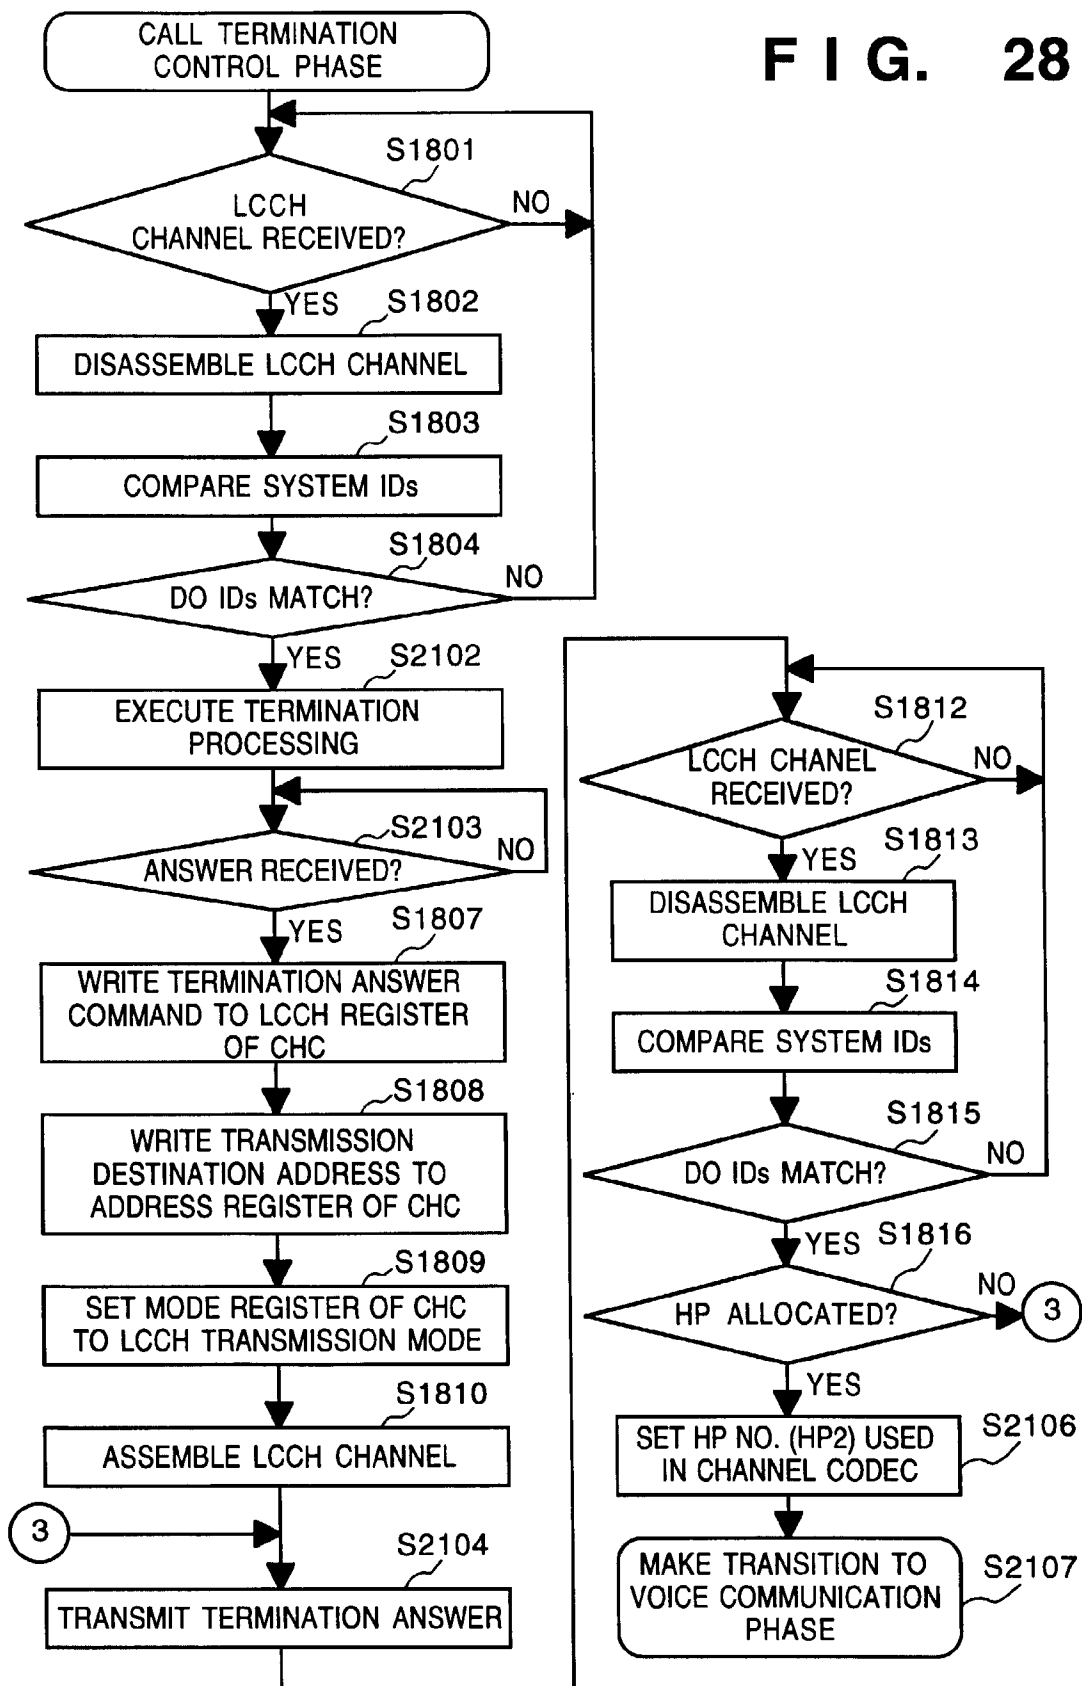 CALL TERMINATION
CONTROL PHASE
FIG. 28
S1801
LCCH
CHANNEL RECEIVED?
NO
YES
S1802
DISASSEMBLE LCCH CHANNEL
S1803
COMPARE SYSTEM IDs
S1804
DO IDs MATCH?
NO
YES
S2102
EXECUTE TERMINATION
PROCESSING
S2103
ANSWER RECEIVED?
NO
YES
S1807
WRITE TERMINATION ANSWER
COMMAND TO LCCH REGISTER
OF CHC
S1808
WRITE TRANSMISSION
DESTINATION ADDRESS TO
ADDRESS REGISTER OF CHC
S1809
SET MODE REGISTER OF CHC
TO LCCH TRANSMISSION MODE
S1810
ASSEMBLE LCCH CHANNEL
3
S2104
TRANSMIT TERMINATION ANSWER
S1812
LCCH CHANEL
RECEIVED?
NO
YES
S1813
DISASSEMBLE LCCH
CHANNEL
S1814
COMPARE SYSTEM IDs
S1815
DO IDs MATCH?
NO
YES
S1816
HP ALLOCATED?
NO
3
YES
S2106
SET HP NO. (HP2) USED
IN CHANNEL CODEC
S2107
MAKE TRANSITION TO
VOICE COMMUNICATION
PHASE